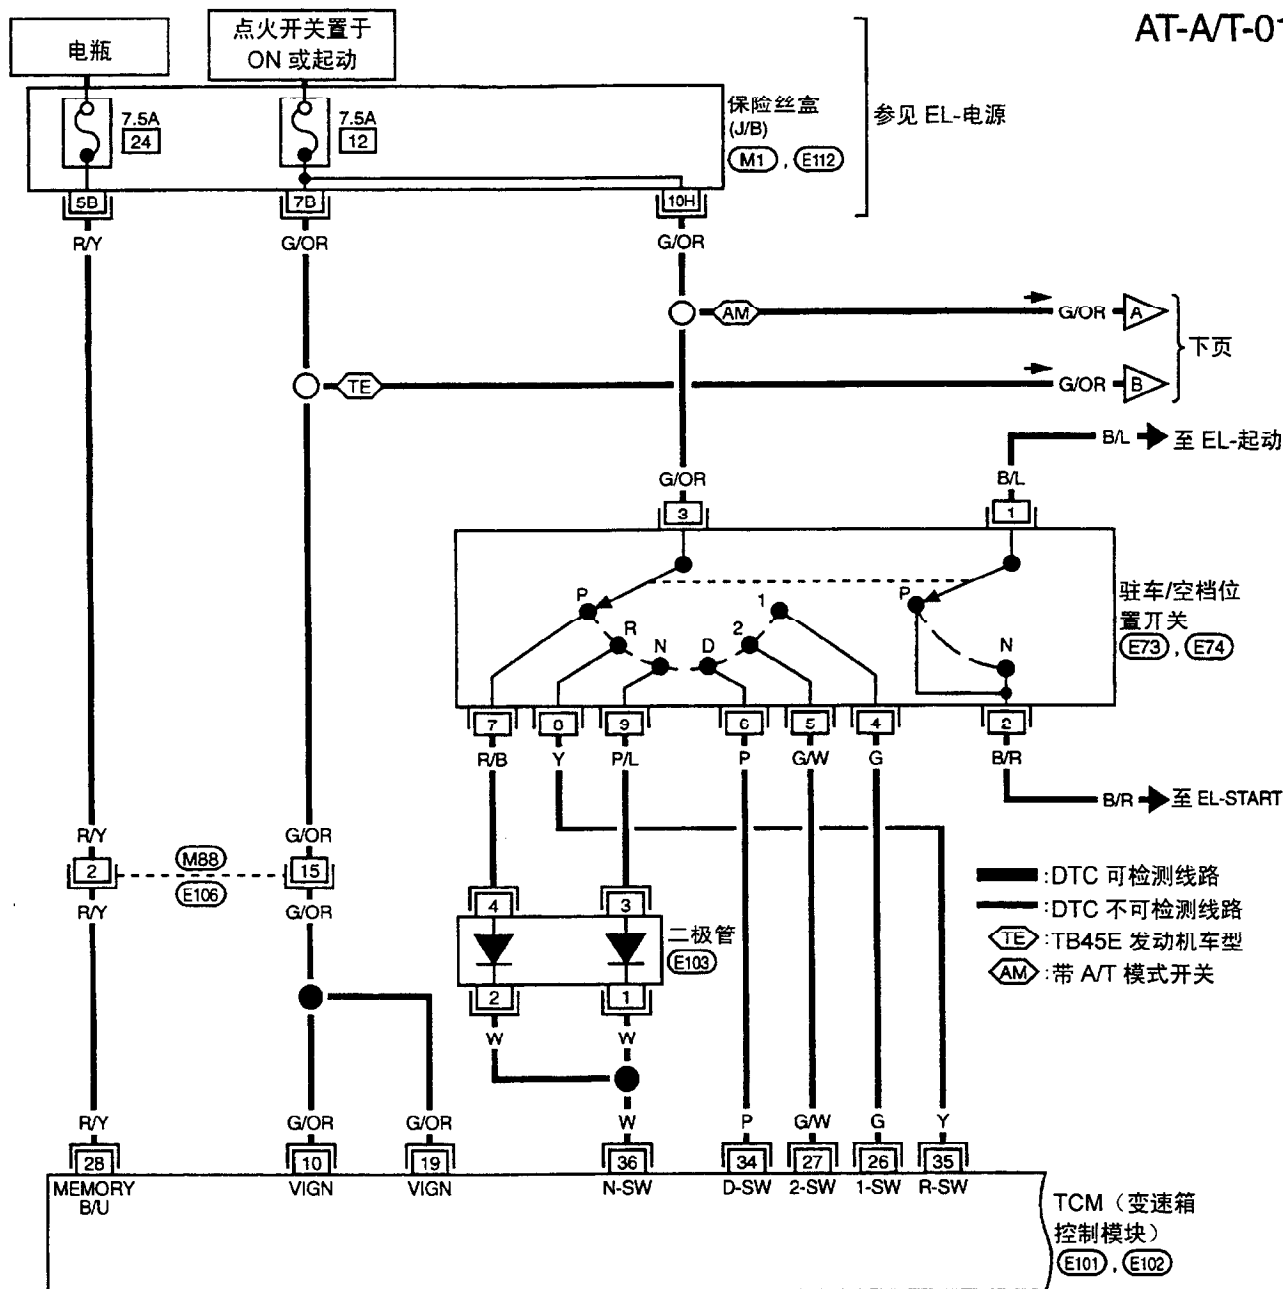 AT-A/T-01
电瓶
点火开关置于
ON 或起动
7.5A
24
7.5A
12
保险丝盒
(J/B)
M1 , E112
参见 EL-电源
5B
7B
10H
R/Y
G/OR
G/OR
AM
G/OR
A
下页
TE
G/OR
B
B/L
至 EL-起动
G/OR
B/L
3
1
P
R
N
D
2
1
P
N
驻车/空档位
置开关
E73 , E74
7
8
9
6
5
4
2
R/B
Y
P/L
P
G/W
G
B/R
B/R
至 EL-START
R/Y
G/OR
2
M88
E106
15
R/Y
G/OR
4
3
二极管
E103
2
1
W
W
:DTC 可检测线路
:DTC 不可检测线路
TE :TB45E 发动机车型
AM :带 A/T 模式开关
R/Y
G/OR
G/OR
W
P
G/W
G
Y
28
10
19
36
34
27
26
35
MEMORY
B/U
VIGN
VIGN
N-SW
D-SW
2-SW
1-SW
R-SW
TCM（变速箱
控制模块）
E101 , E102